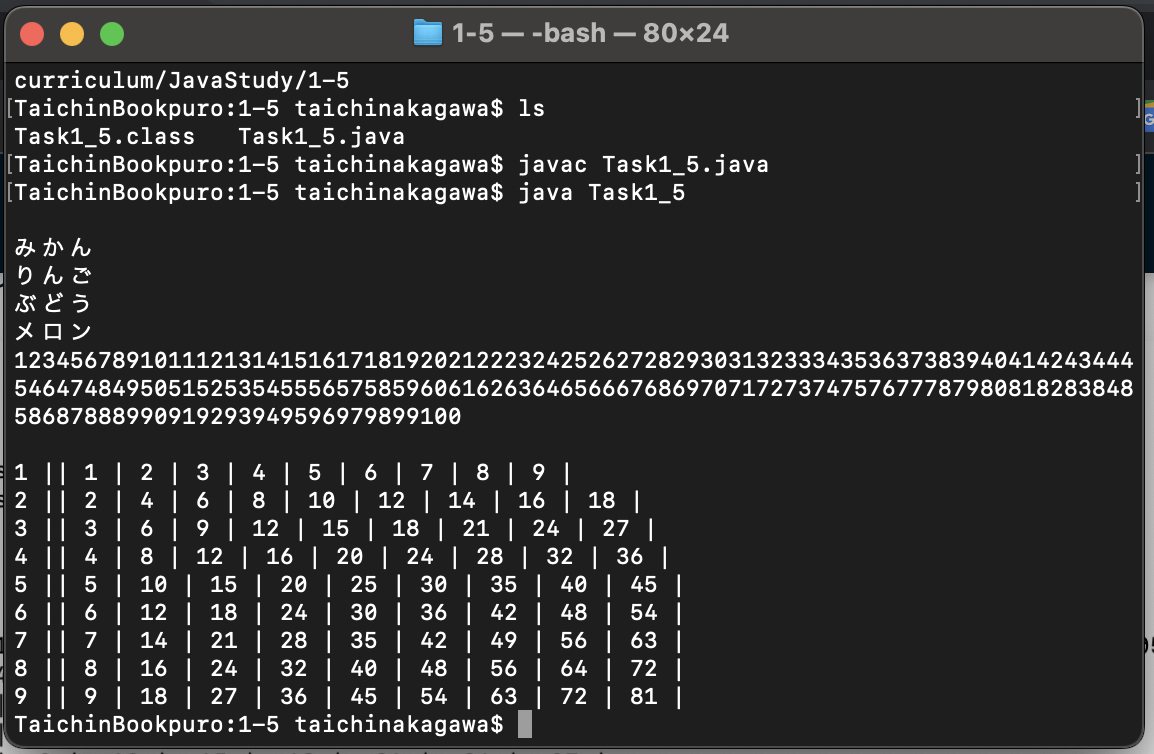 1-5 — -bash — 80×24
curriculum/JavaStudy/1-5
[TaichinBookpuro:1-5 taichinakagawa$ ls ]
Task1_5.class Task1_5.java
[TaichinBookpuro:1-5 taichinakagawa$ javac Task1_5.java ]
[TaichinBookpuro:1-5 taichinakagawa$ java Task1_5 ]
みかん
りんご
ぶどう
メロン
12345678910111213141516171819202122232425262728293031323334353637383940414243444
54647484950515253545556575859606162636465666768697071727374757677787980818283848
58687888990919293949596979899100
1 || 1 | 2 | 3 | 4 | 5 | 6 | 7 | 8 | 9 |
2 || 2 | 4 | 6 | 8 | 10 | 12 | 14 | 16 | 18 |
3 || 3 | 6 | 9 | 12 | 15 | 18 | 21 | 24 | 27 |
4 || 4 | 8 | 12 | 16 | 20 | 24 | 28 | 32 | 36 |
5 || 5 | 10 | 15 | 20 | 25 | 30 | 35 | 40 | 45 |
6 || 6 | 12 | 18 | 24 | 30 | 36 | 42 | 48 | 54 |
7 || 7 | 14 | 21 | 28 | 35 | 42 | 49 | 56 | 63 |
8 || 8 | 16 | 24 | 32 | 40 | 48 | 56 | 64 | 72 |
9 || 9 | 18 | 27 | 36 | 45 | 54 | 63 | 72 | 81 |
TaichinBookpuro:1-5 taichinakagawa$